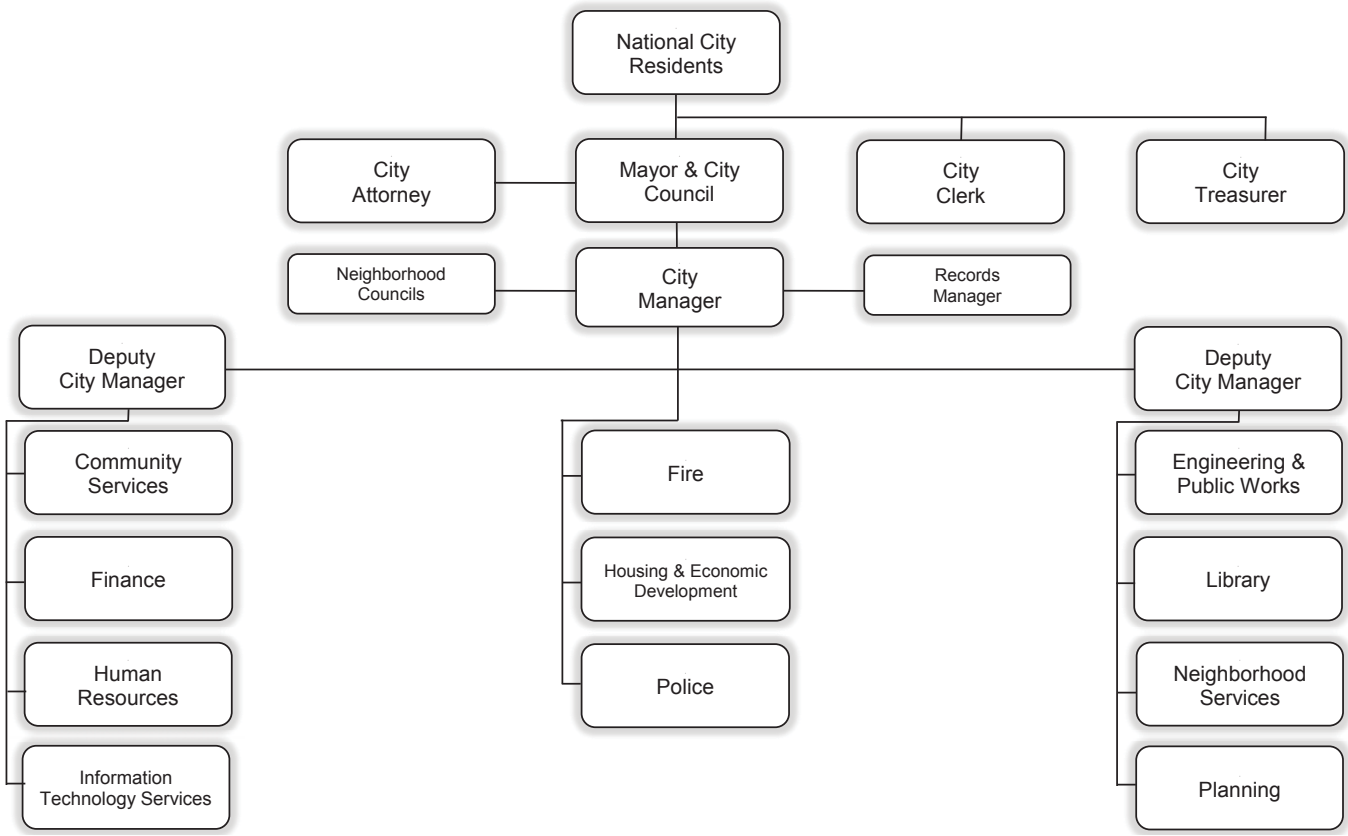 National City
Residents
City
Attorney
Mayor & City
Council
City
Clerk
City
Treasurer
Neighborhood
Councils
City
Manager
Records
Manager
Deputy
City Manager
Deputy
City Manager
Community
Services
Finance
Human
Resources
Information
Technology Services
Fire
Housing & Economic
Development
Police
Engineering &
Public Works
Library
Neighborhood
Services
Planning